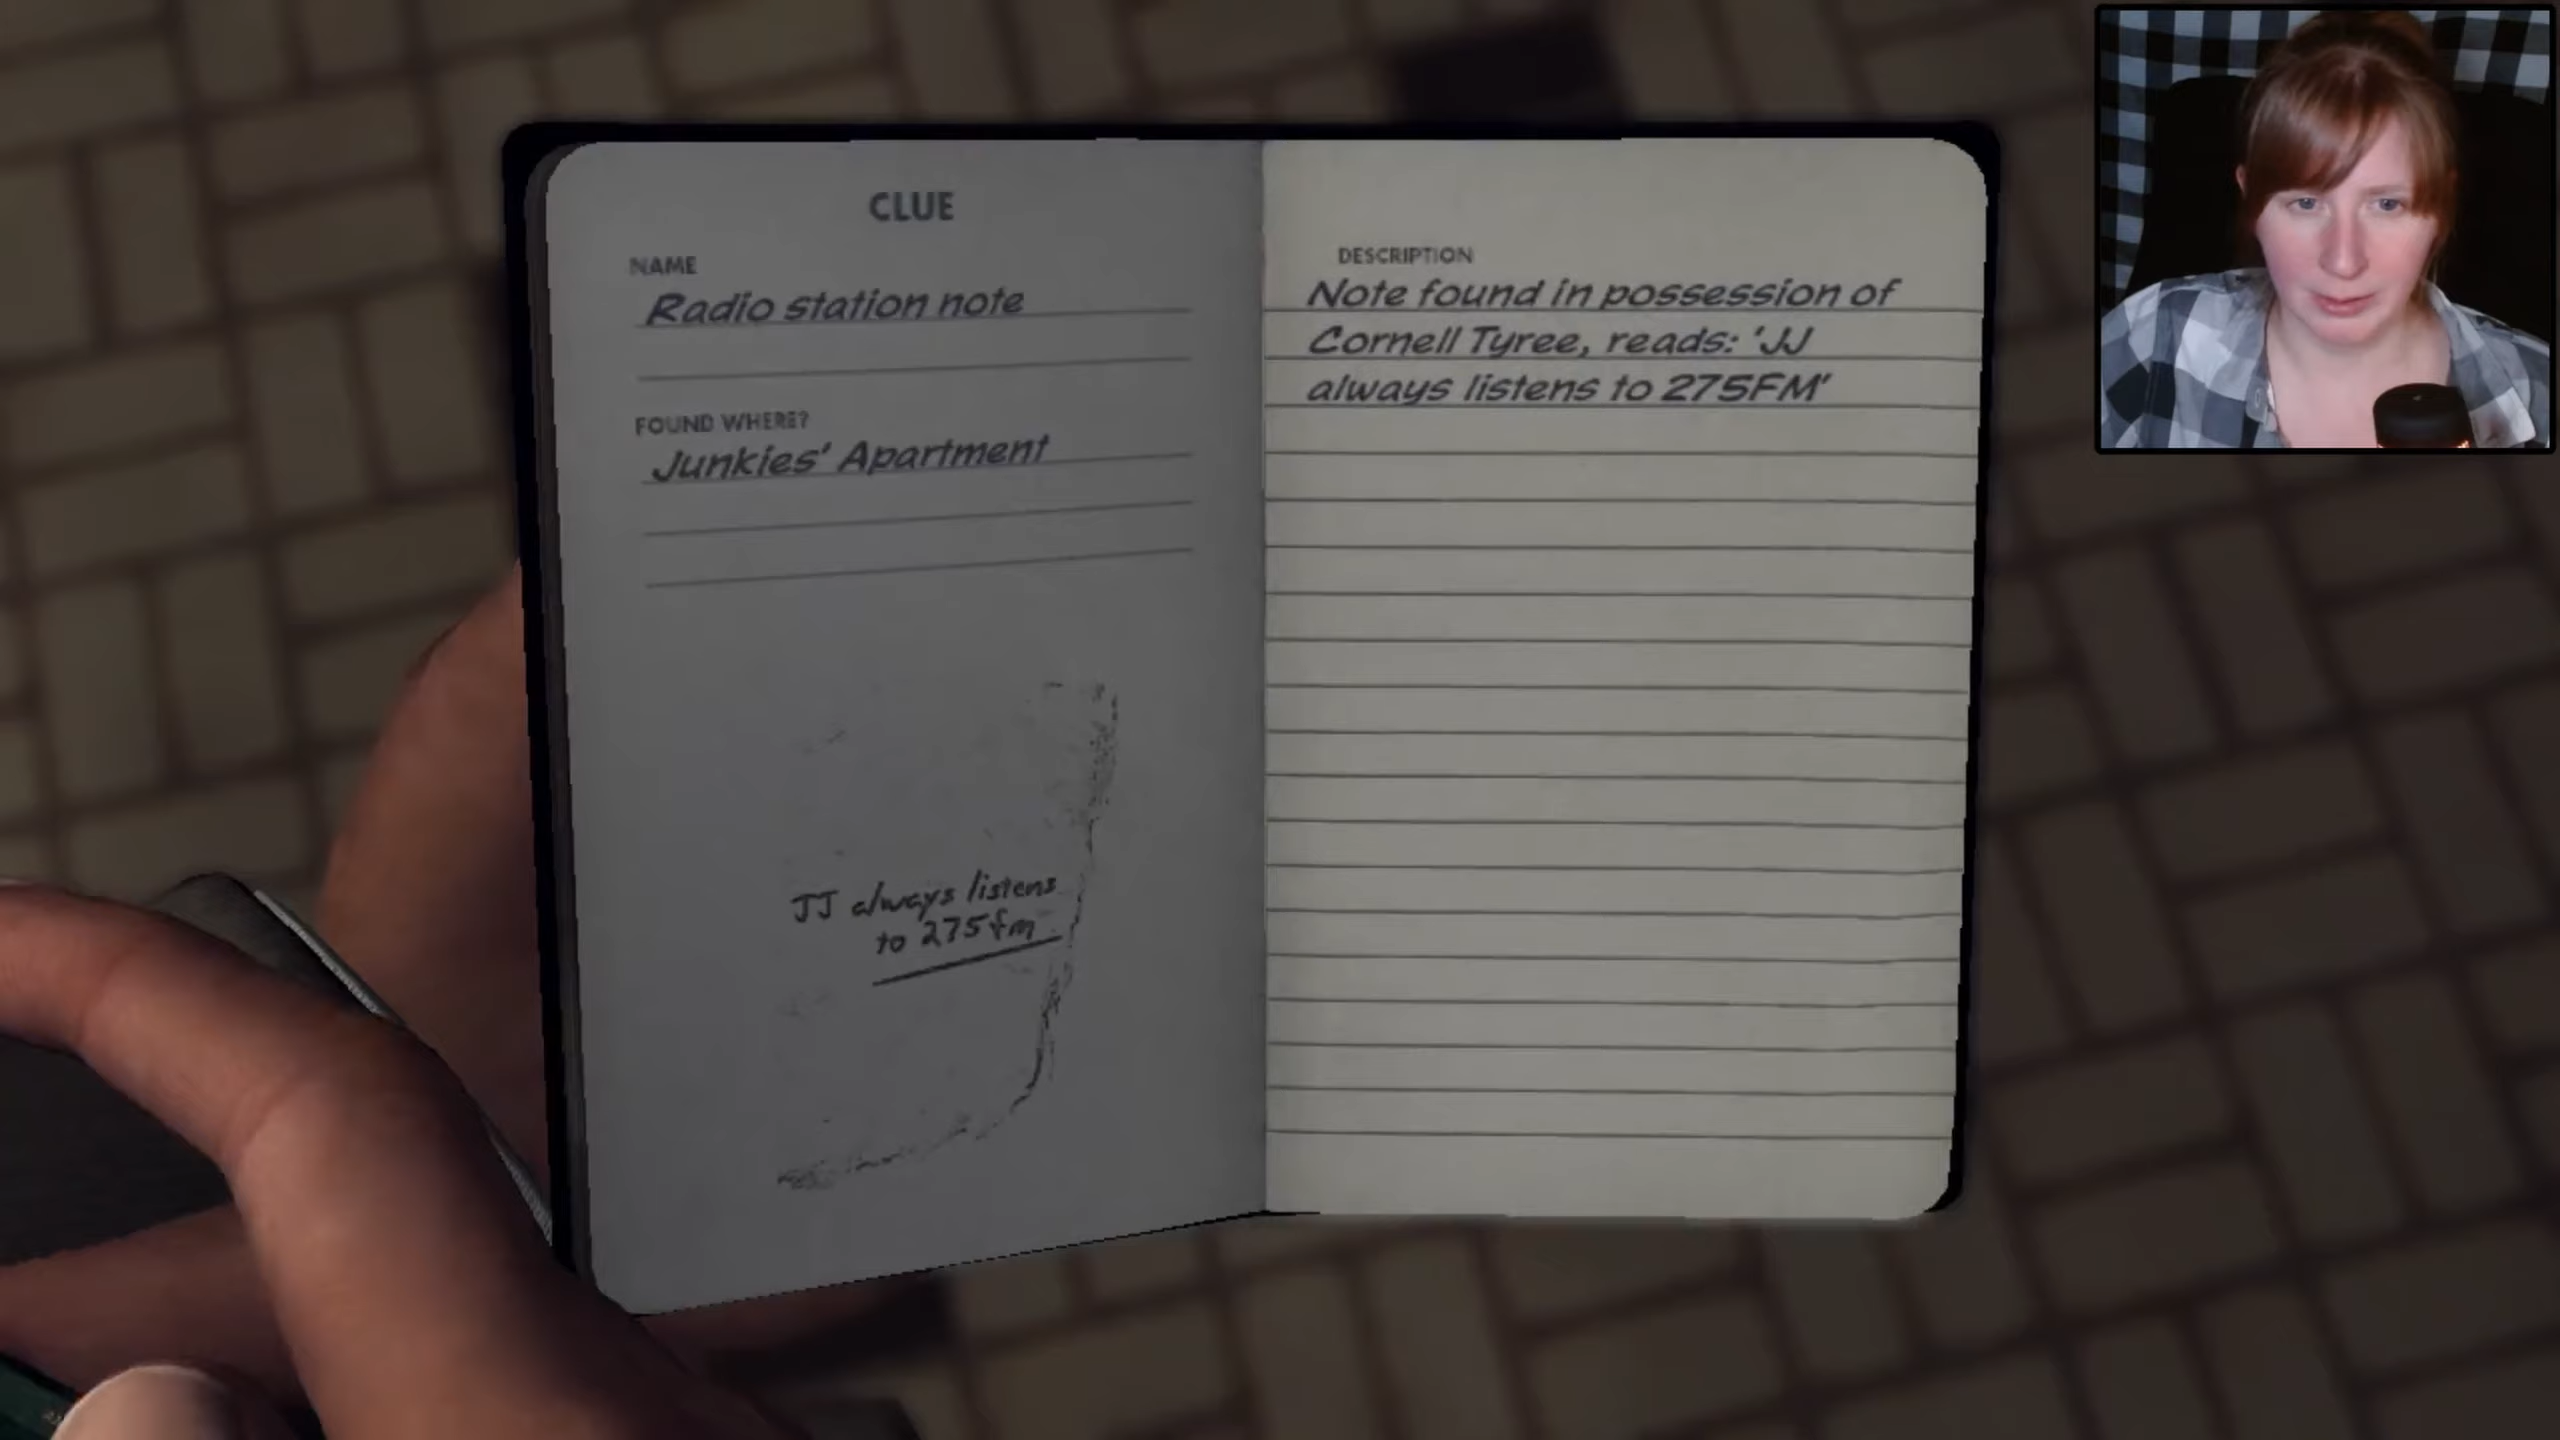 CLUE
NAME
Radio station note
FOUND WHERE?
Junkies' Apartment
JJ always listens
to 275fm
DESCRIPTION
Note found in possession of
Cornell Tyree, reads: 'JJ
always listens to 275FM'